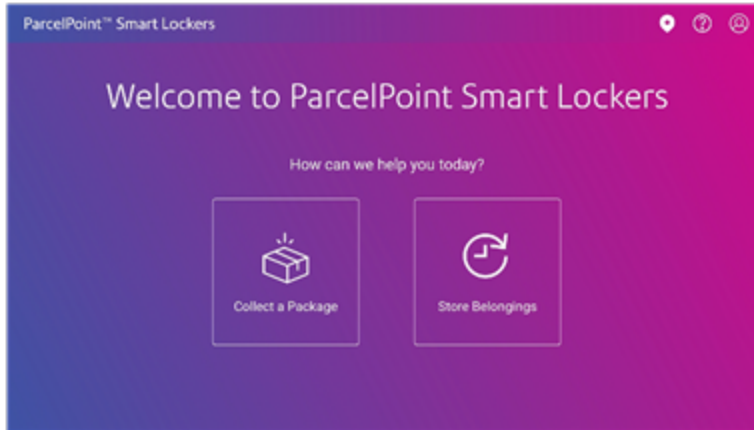 ParcelPoint™ Smart Lockers
Welcome to ParcelPoint Smart Lockers
How can we help you today?
Collect a Package
Store Belongings